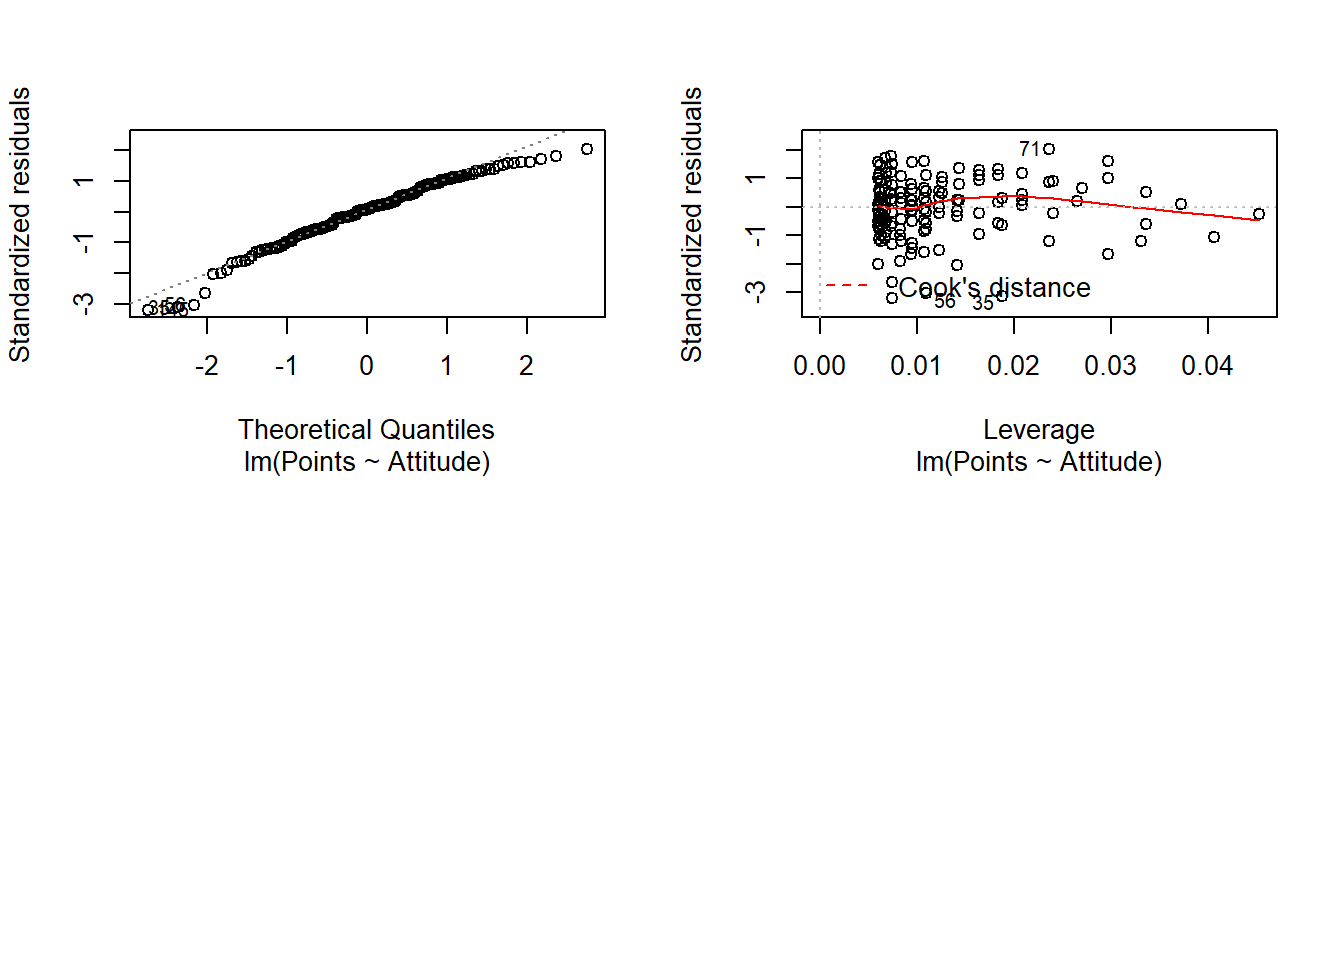 Standardized residuals
1
-1
-3
56
-2
-1
0
1
2
Theoretical Quantiles
lm(Points ~ Attitude)
Standardized residuals
1
-1
-3
71
Cook's distance
56
35
0.00
0.01
0.02
0.03
0.04
Leverage
lm(Points ~ Attitude)